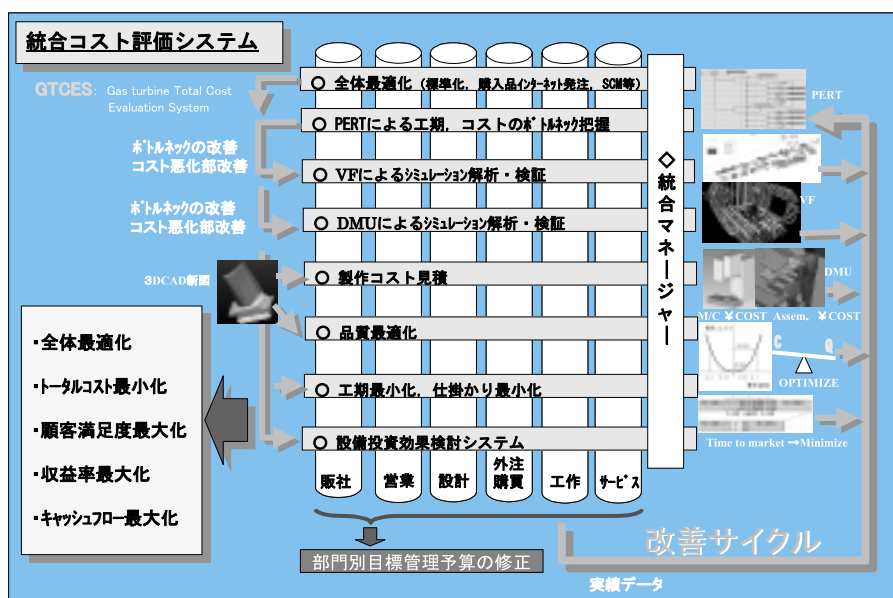 統合コスト評価システム
GTCES: Gas turbine Total Cost
Evaluation System
○ 全体最適化（標準化，購入品インターネット発注，SCM等）
○ PERTによる工期，コストのボトルネック把握
ボトルネックの改善
コスト悪化部改善
○ VFによるシミュレーション解析・検証
ボトルネックの改善
コスト悪化部改善
○ DMUによるシミュレーション解析・検証
3DCAD新図
○ 製作コスト見積
○ 品質最適化
○ 工期最小化，仕掛かり最小化
○ 設備投資効果検討システム
◇統合マネージャー
PERT
VF
DMU
M/C ¥COST Assem. ¥COST
C Q
OPTIMIZE
Time to market →Minimize
・全体最適化
・トータルコスト最小化
・顧客満足度最大化
・収益率最大化
・キャッシュフロー最大化
販社 営業 設計 外注購買 工作 サービス
部門別目標管理予算の修正
改善サイクル
実績データ